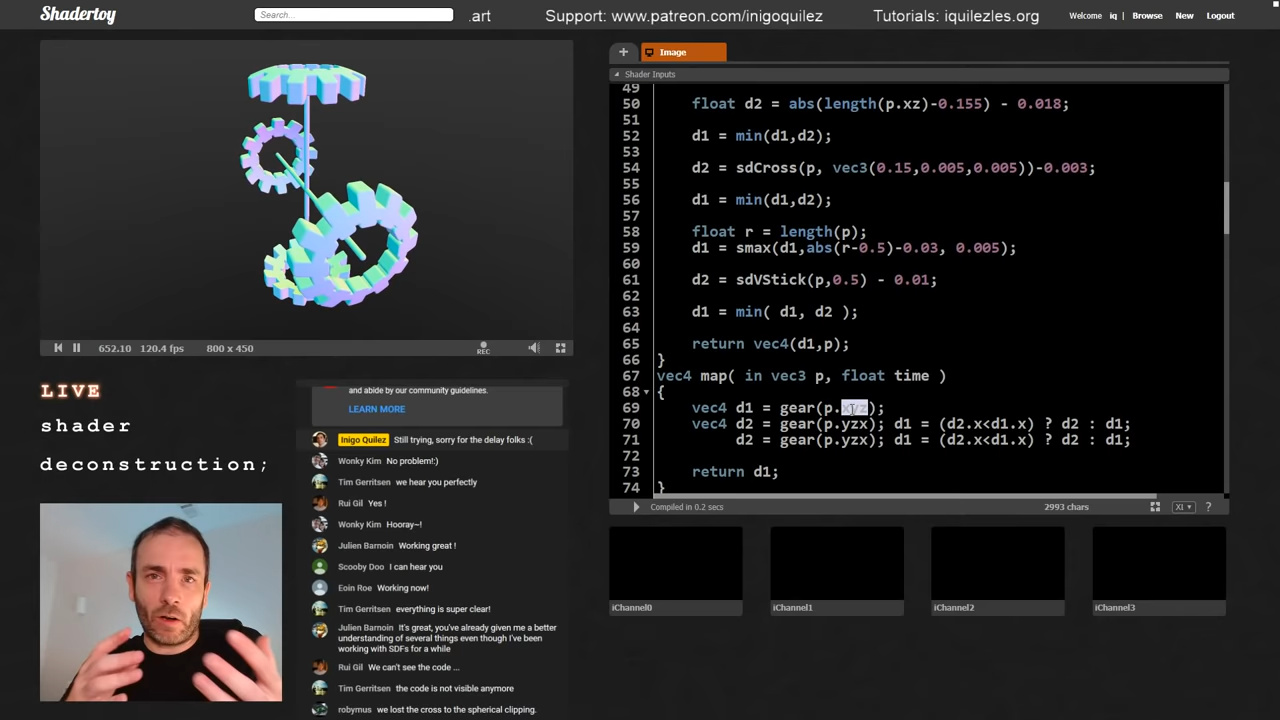 Shadertoy
Search...
.art
Support: www.patreon.com/inigoquilez
Tutorials: iquilezles.org
Welcome iq | Browse New Logout
+ Image
Shader Inputs
49
50 float d2 = abs(length(p.xz)-0.155) - 0.018;
51
52 d1 = min(d1,d2);
53
54 d2 = sdCross(p, vec3(0.15,0.005,0.005))-0.003;
55
56 d1 = min(d1,d2);
57
58 float r = length(p);
59 d1 = smax(d1,abs(r-0.5)-0.03, 0.005);
60
61 d2 = sdVStick(p,0.5) - 0.01;
62
63 d1 = min( d1, d2 );
64
65 return vec4(d1,p);
66 }
67 vec4 map( in vec3 p, float time )
68 {
69 vec4 d1 = gear(p.xyz);
70 vec4 d2 = gear(p.yzx); d1 = (d2.x<d1.x) ? d2 : d1;
71 d2 = gear(p.yzx); d1 = (d2.x<d1.x) ? d2 : d1;
72
73 return d1;
74 }
652.10 120.4 fps 800 x 450
REC
Compiled in 0.2 secs
2993 chars
?
LIVE
shader
deconstruction;
and abide by our community guidelines.
LEARN MORE
Inigo Quilez Still trying, sorry for the delay folks :(
Wonky Kim No problem!:)
Tim Gerritsen we hear you perfectly
Rui Gil Yes !
Wonky Kim Hooray~!
Julien Barnoin Working great !
Scooby Doo I can hear you
Eoin Roe Working now!
Tim Gerritsen everything is super clear!
Julien Barnoin It's great, you've already given me a better
understanding of several things even though I've been
working with SDFs for a while
Rui Gil We can't see the code ...
Tim Gerritsen the code is not visible anymore
robymus we lost the cross to the spherical clipping.
iChannel0
iChannel1
iChannel2
iChannel3